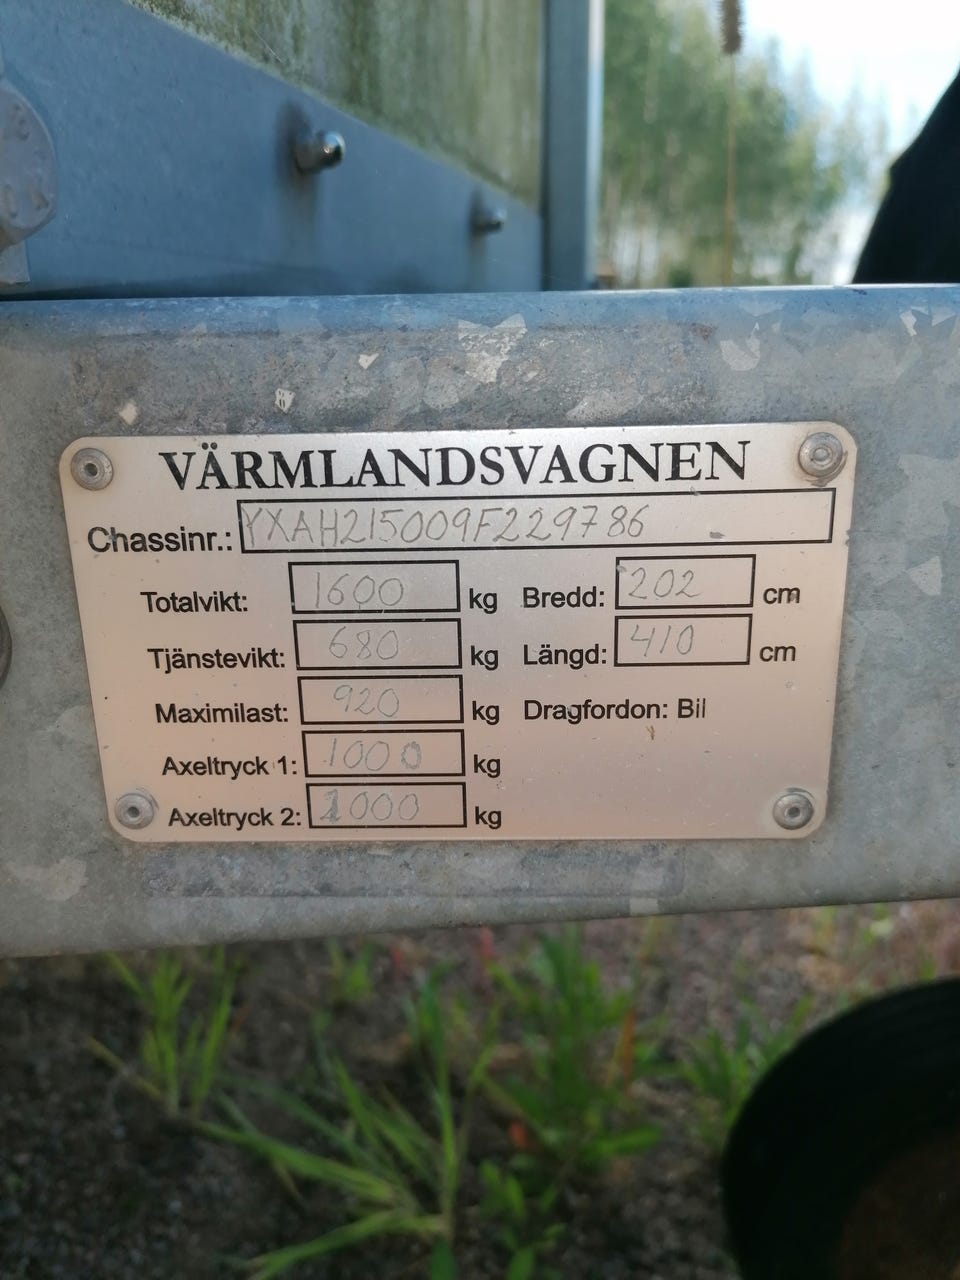 VÄRMLANDSVAGNEN
Chassinr.: YXAH215009F229786
Totalvikt: 1600 kg Bredd: 202 cm
Tjänstevikt: 680 kg Längd: 410 cm
Maximilast: 920 kg Dragfordon: Bil
Axeltryck 1: 1000 kg
Axeltryck 2: 1000 kg